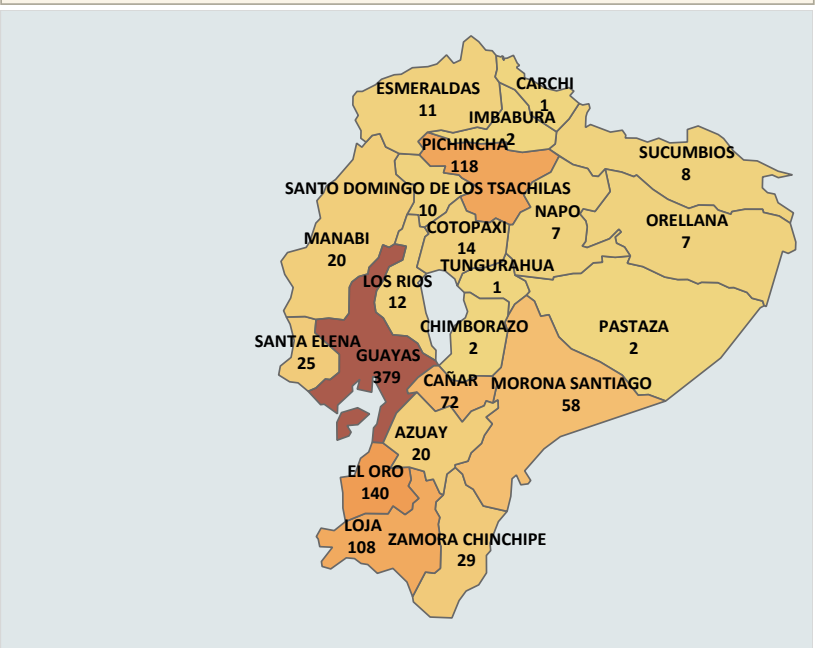 CARCHI
1
ESMERALDAS
11
IMBABURA
2
PICHINCHA
118
SUCUMBIOS
8
SANTO DOMINGO DE LOS TSACHILAS
10
NAPO
7
ORELLANA
7
COTOPAXI
14
MANABI
20
TUNGURAHUA
1
LOS RIOS
12
CHIMBORAZO
2
PASTAZA
2
SANTA ELENA
25
GUAYAS
379
CAÑAR
72
MORONA SANTIAGO
58
AZUAY
20
EL ORO
140
LOJA
108
ZAMORA CHINCHIPE
29